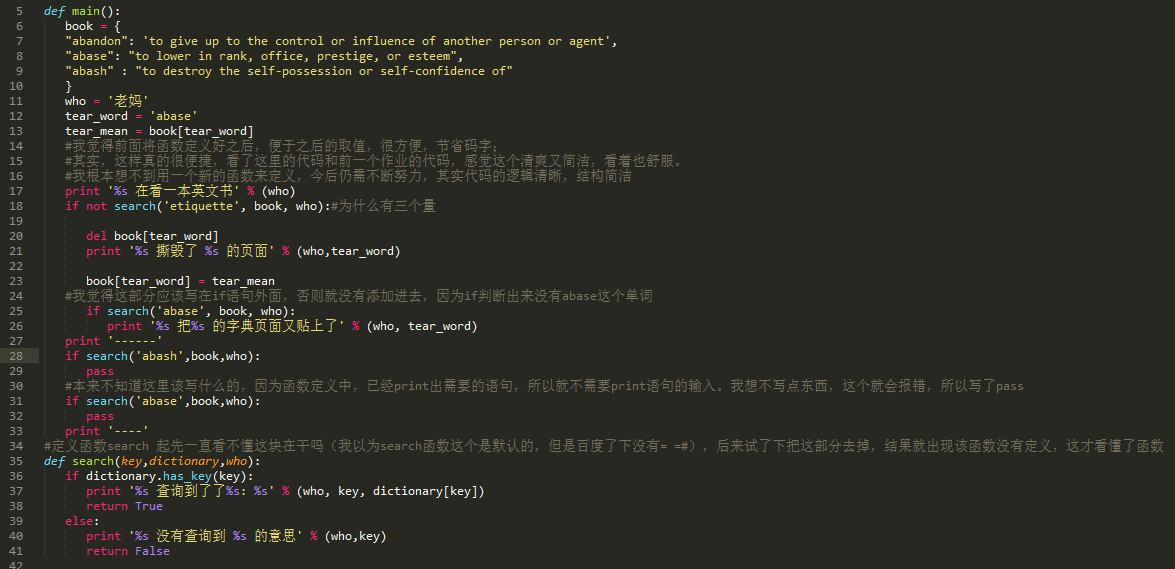 5 def main():
6 book = {
7 "abandon": 'to give up to the control or influence of another person or agent',
8 "abase": "to lower in rank, office, prestige, or esteem",
9 "abash" : "to destroy the self-possession or self-confidence of"
10 }
11 who = '老妈'
12 tear_word = 'abase'
13 tear_mean = book[tear_word]
14 #我觉得前面将函数定义好之后，便于之后的取值，很方便，节省码字；
15 #其实，这样真的很便捷，看了这里的代码和前一个作业的代码，感觉这个清爽又简洁，看着也舒服。
16 #我根本想不到用一个新的函数来定义，今后仍需不断努力，其实代码的逻辑清晰，结构简洁
17 print '%s 在看一本英文书' % (who)
18 if not search('etiquette', book, who):#为什么有三个量
19
20 del book[tear_word]
21 print '%s 撕毁了 %s 的页面' % (who,tear_word)
22
23 book[tear_word] = tear_mean
24 #我觉得这部分应该写在if语句外面，否则就没有添加进去，因为if判断出来没有abase这个单词
25 if search('abase', book, who):
26 print '%s 把%s 的字典页面又贴上了' % (who, tear_word)
27 print '------'
28 if search('abash',book,who):
29 pass
30 #本来不知道这里该写什么的，因为函数定义中，已经print出需要的语句，所以就不需要print语句的输入。我想不写点东西，这个就会报错，所以写了pass
31 if search('abase',book,who):
32 pass
33 print '----'
34 #定义函数search 起先一直看不懂这块在干吗（我以为search函数这个是默认的，但是百度了下没有= =#），后来试了下把这部分去掉，结果就出现该函数没有定义，这才看懂了函数
35 def search(key,dictionary,who):
36 if dictionary.has_key(key):
37 print '%s 查询到了了%s: %s' % (who, key, dictionary[key])
38 return True
39 else:
40 print '%s 没有查询到 %s 的意思' % (who,key)
41 return False
42